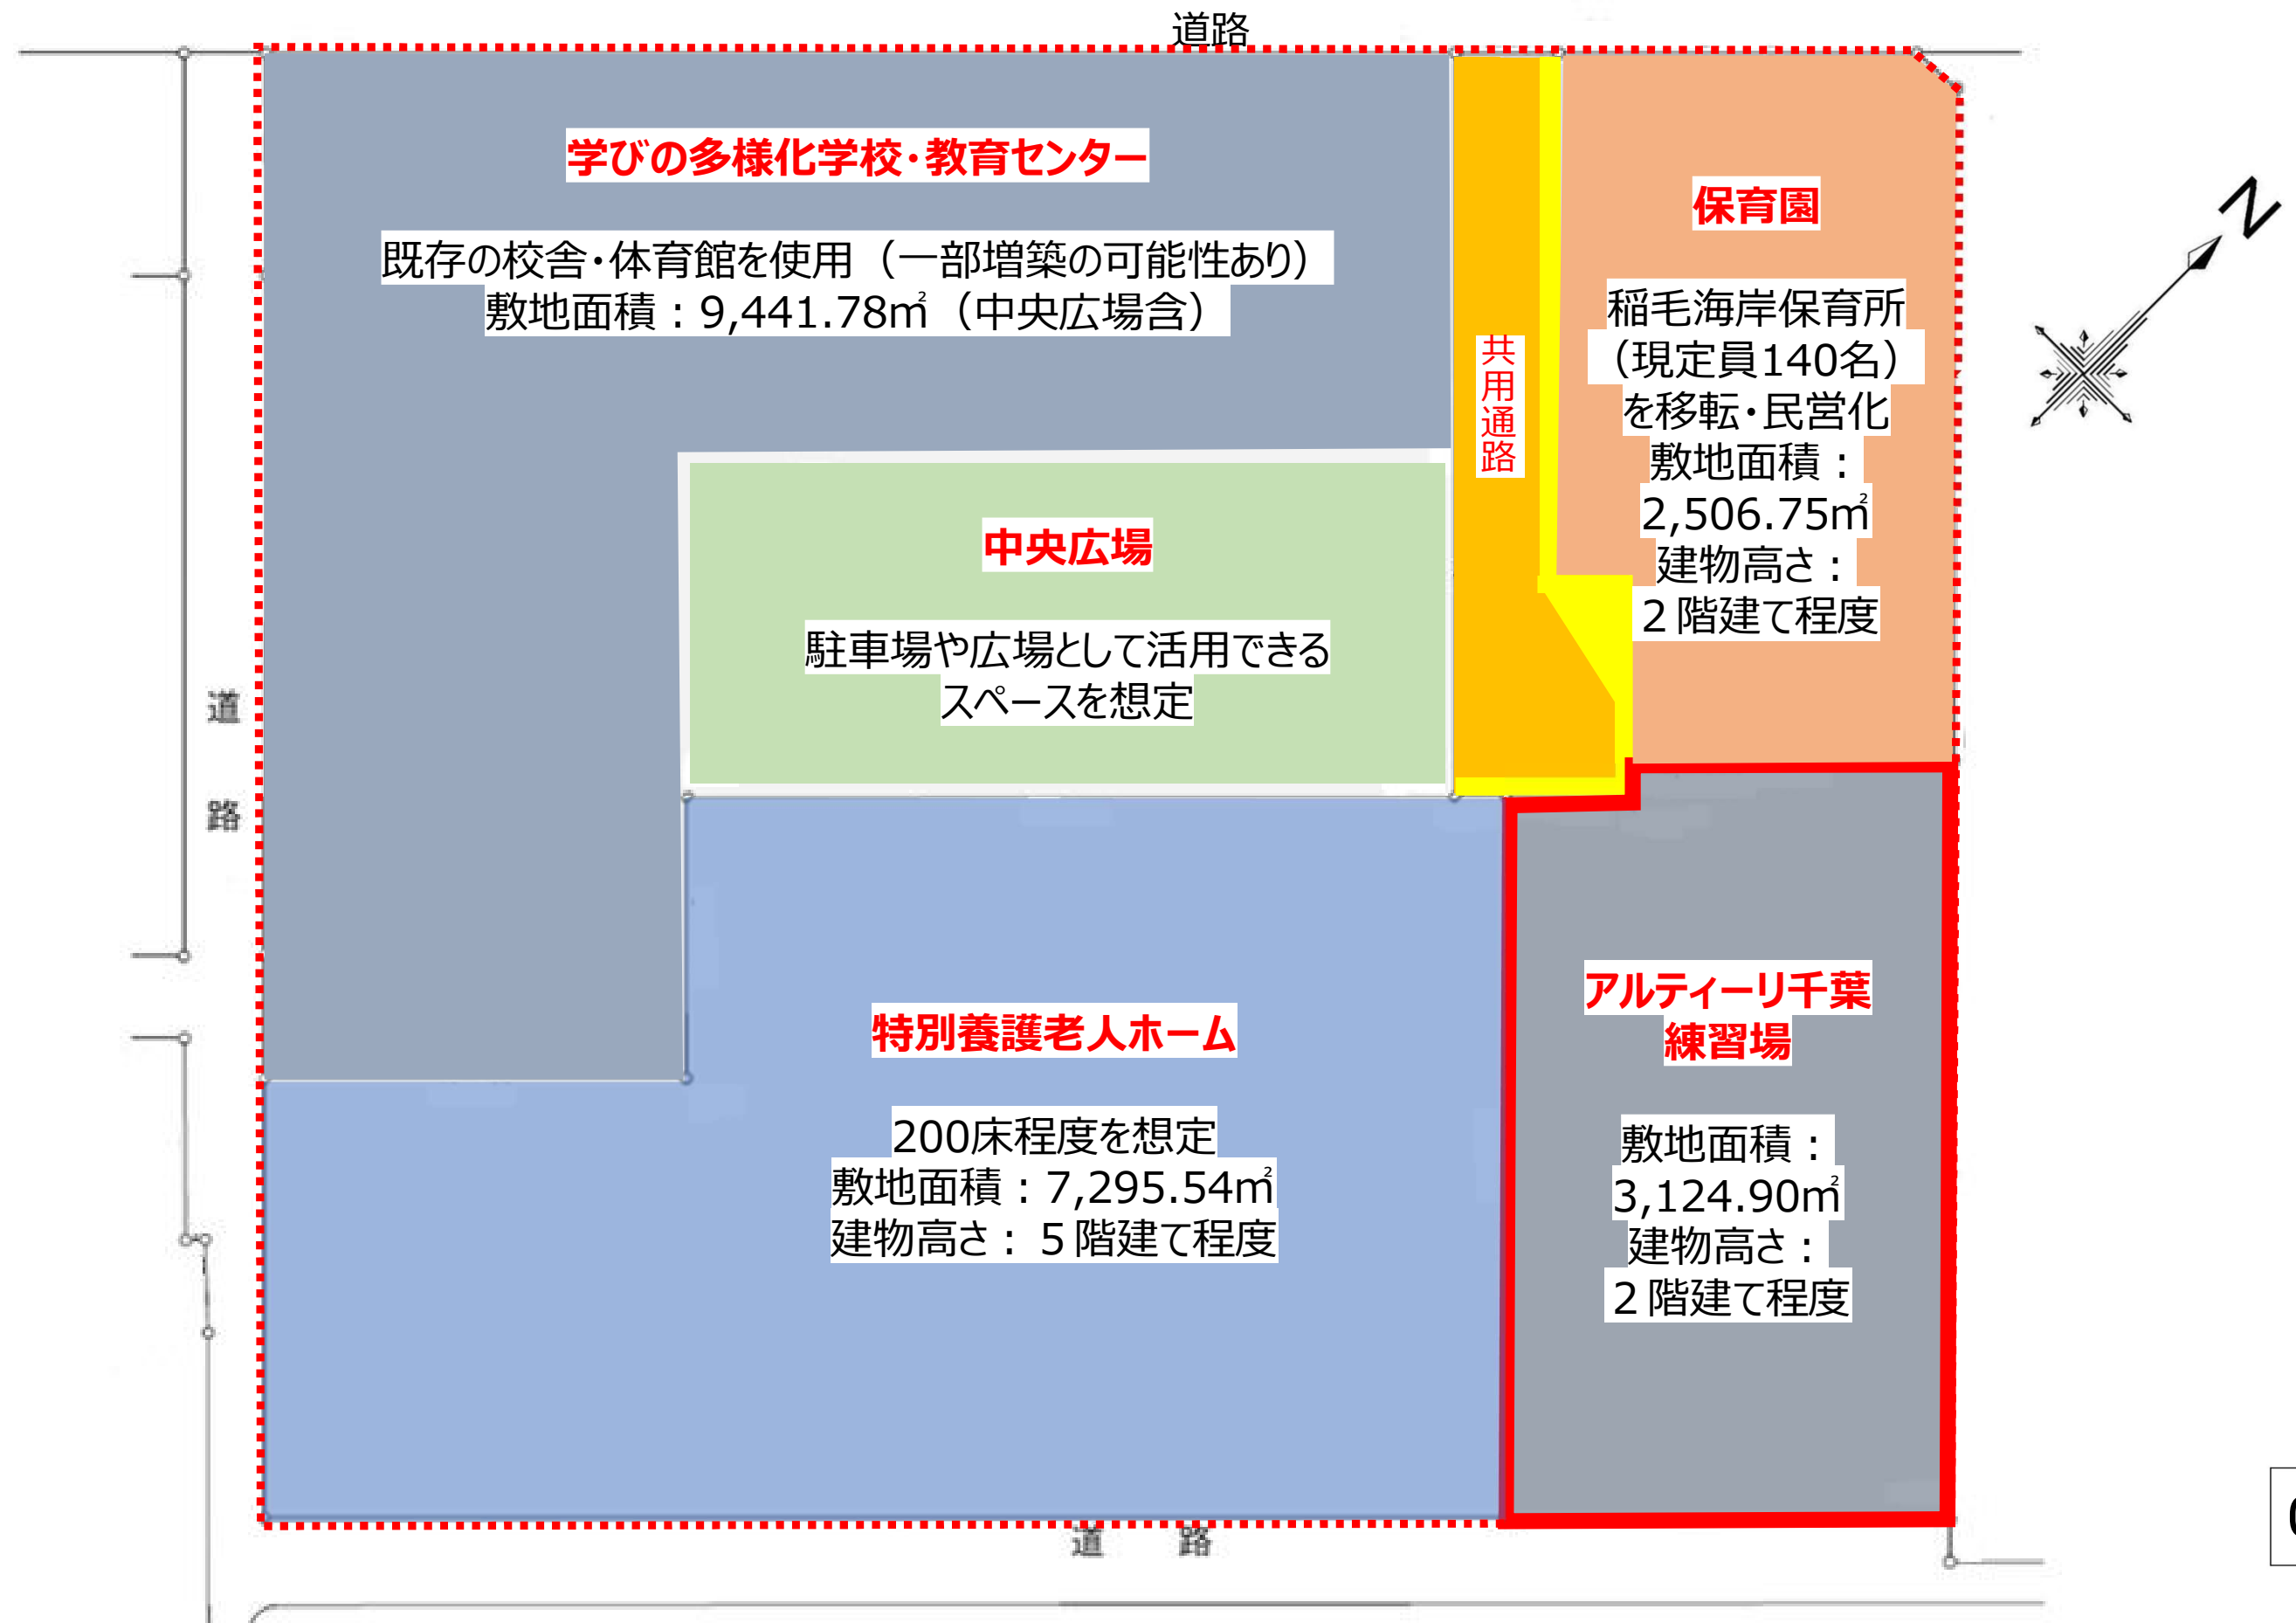 道路
学びの多様化学校・教育センター
既存の校舎・体育館を使用（一部増築の可能性あり）
敷地面積：9,441.78㎡（中央広場含）
共用通路
保育園
稲毛海岸保育所
（現定員140名）
を移転・民営化
敷地面積：
2,506.75㎡
建物高さ：
２階建て程度
N
中央広場
駐車場や広場として活用できる
スペースを想定
道路
特別養護老人ホーム
200床程度を想定
敷地面積：7,295.54㎡
建物高さ：５階建て程度
アルティーリ千葉
練習場
敷地面積：
3,124.90㎡
建物高さ：
２階建て程度
道路